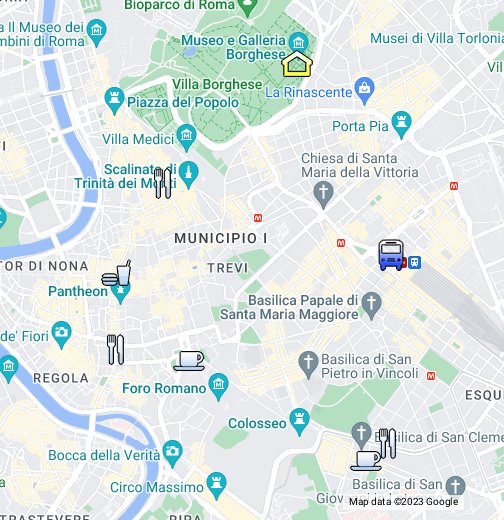 Bioparco di Roma
Il Museo dei
mbini di Roma
Museo e Galleria
Borghese
Musei di Villa Torlonia
Villa Borghese
La Rinascente
Piazza del Popolo
Porta Pia
Villa Medici
Chiesa di Santa
Maria della Vittoria
Scalinata di
Trinità dei Monti
M
MUNICIPIO I
M
TREVI
TOR DI NONA
Pantheon
Basilica Papale di
Santa Maria Maggiore
de' Fiori
Basilica di San
Pietro in Vincoli
REGOLA
M
Foro Romano
ESQU
Colosseo
Basilica di San Cleme
Bocca della Verità
Circo Massimo
Basilica di San
Giov
Map data ©2023 Google
TRASTEVERE
RIPA